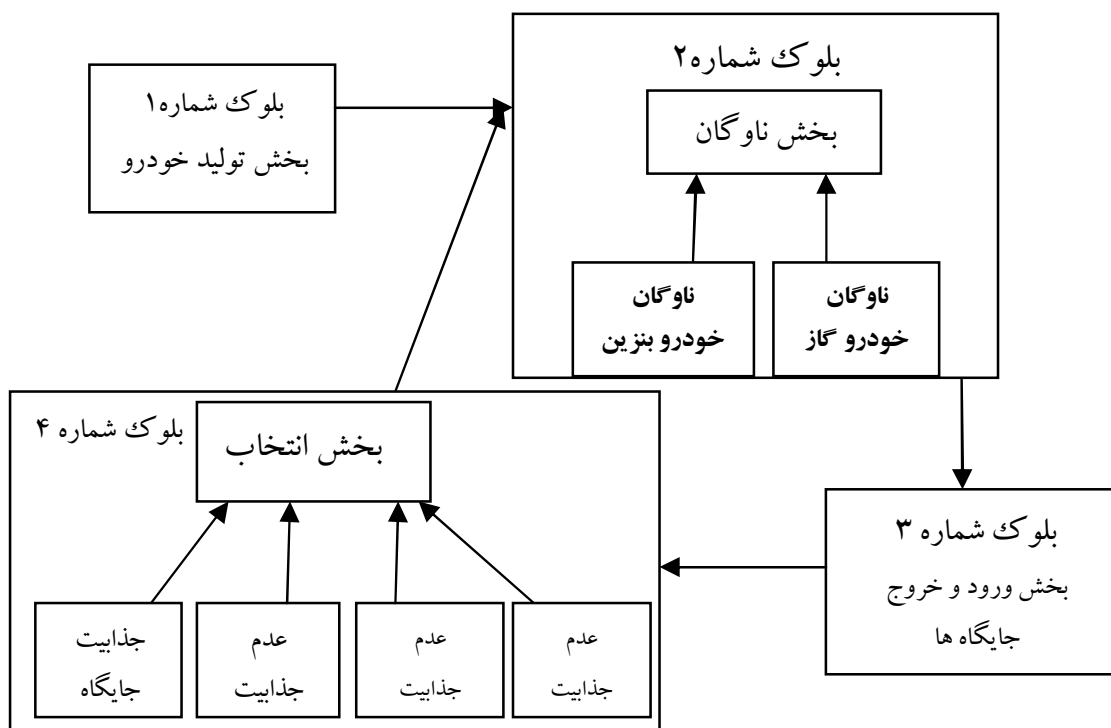 بلوک شماره۲
بخش ناوگان
ناوگان
خودرو گاز
ناوگان
خودرو بنزین
بلوک شماره۱
بخش تولید خودرو
بلوک شماره ۳
بخش ورود و خروج
جایگاه ها
بلوک شماره ۴
بخش انتخاب
عدم
جذابیت
عدم
جذابیت
عدم
جذابیت
جذابیت
جایگاه